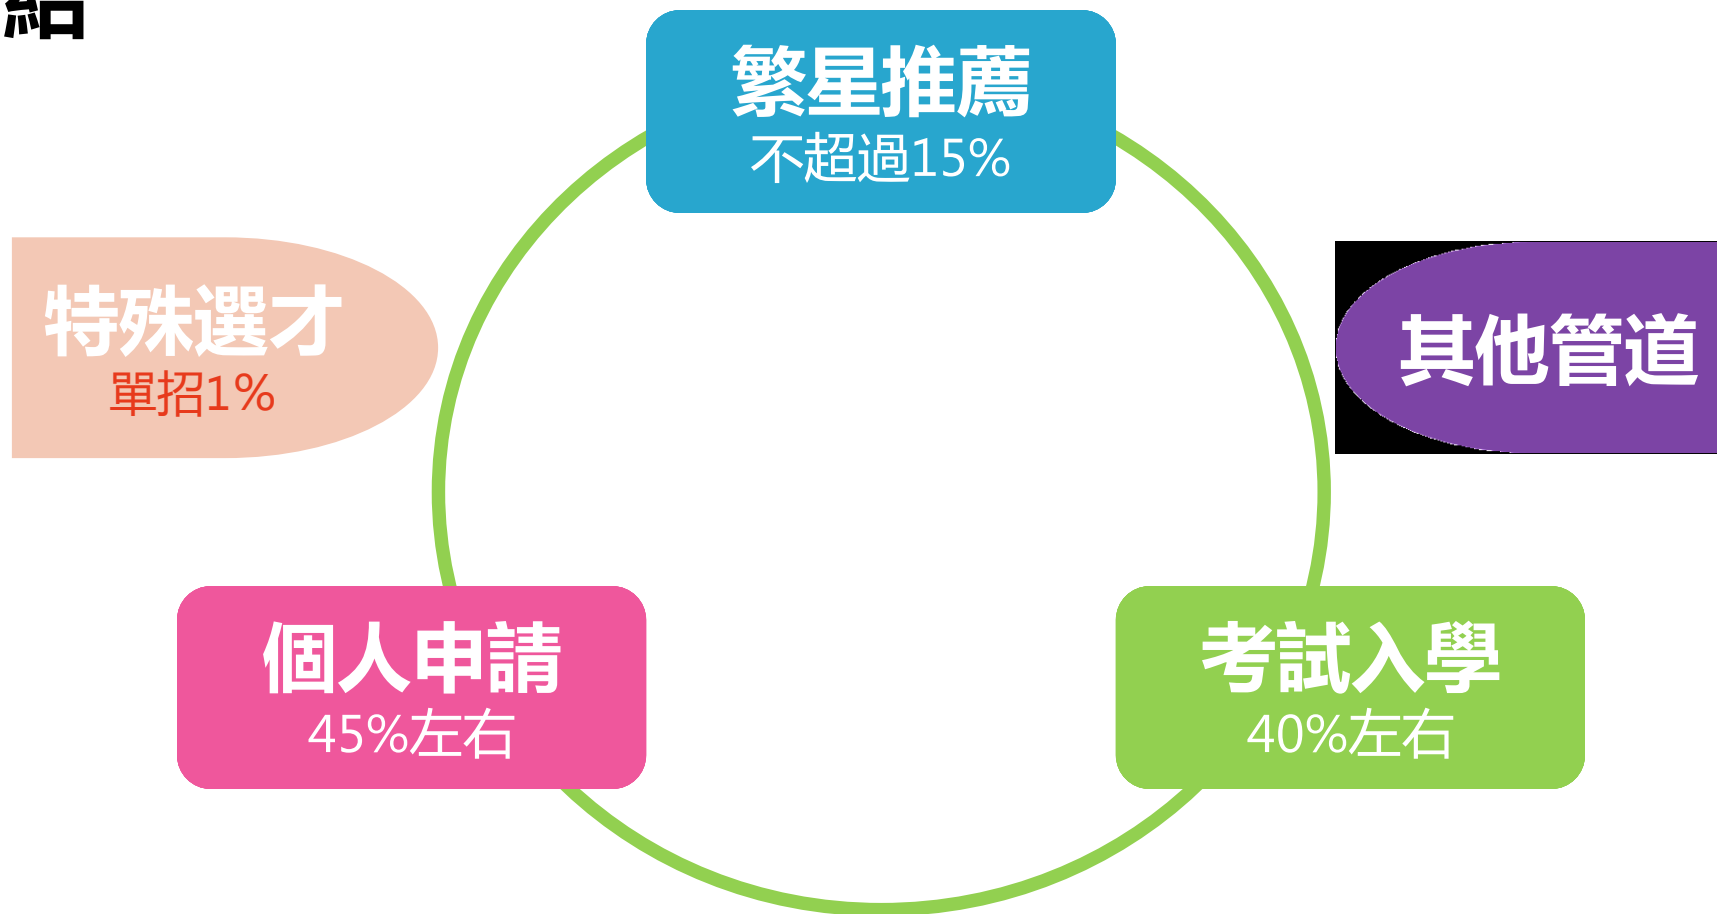 繁星推薦
不超過15%
特殊選才
單招1%
其他管道
個人申請
45%左右
考試入學
40%左右